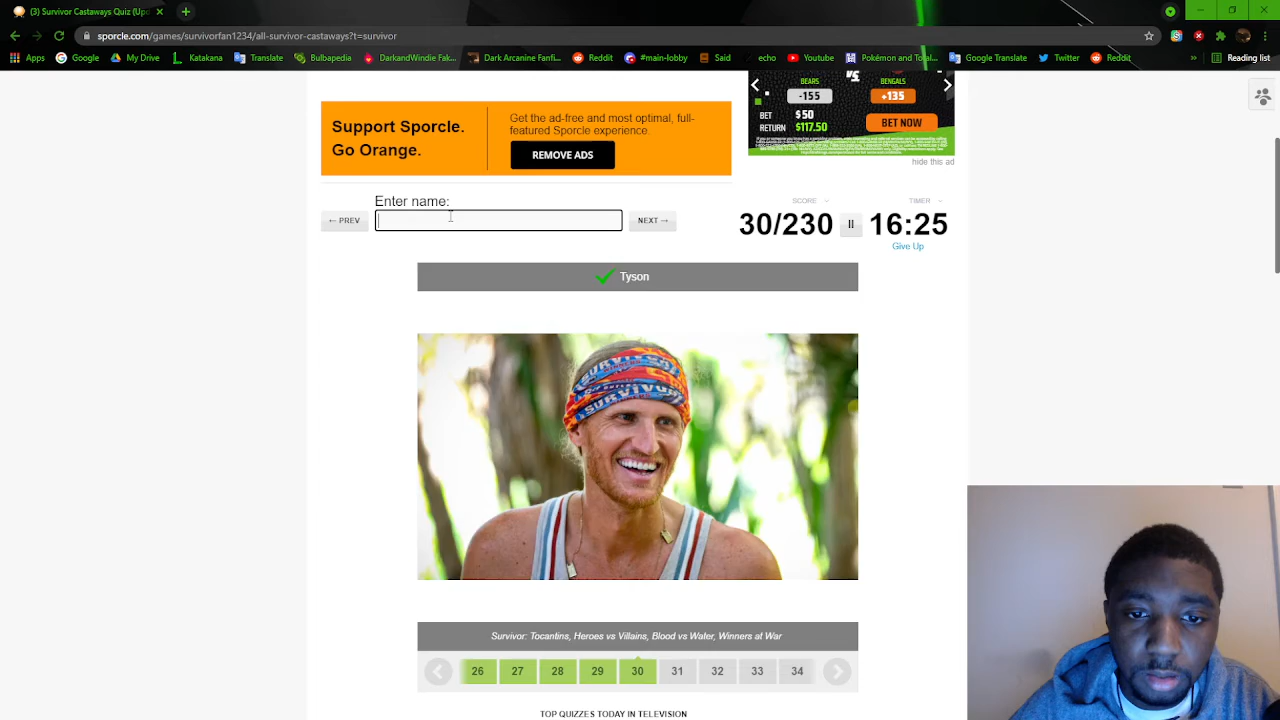 (3) Survivor Castaways Quiz (Up
sporcle.com/games/survivorfan1234/all-survivor-castaways?t=survivor
Apps
Google
Katakana
Translate
Bulbapedia
DarkandWindie Fak...
Dark Arcanine Fanfi...
Reddit
#main-lobby
Said
echo
Youtube
Pokémon and Total...
Google Translate
Twitter
Reddit
»
Reading list
Support Sporcle.
Go Orange.
Get the ad-free and most optimal, full-
featured Sporcle experience.
REMOVE ADS
BEARS
VS
BENGALS
-155
+135
BET $50
RETURN $117.50
BET NOW
hide this ad
Enter name:
← PREV
NEXT →
SCORE
30/230
TIMER
16:25
Give Up
Tyson
SURVIVOR
SURVIVOR
Survivor: Tocantins, Heroes vs Villains, Blood vs Water, Winners at War
26 27 28 29 30 31 32 33 34
TOP QUIZZES TODAY IN TELEVISION